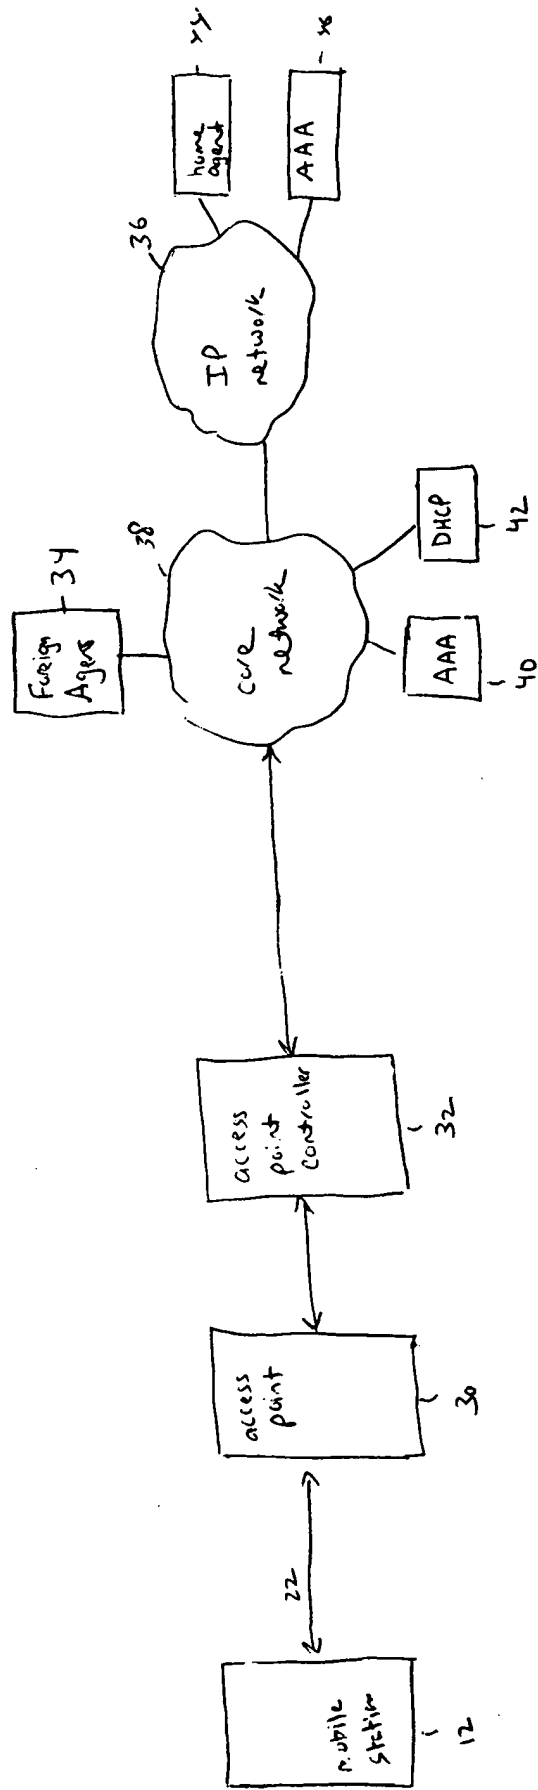 mobile
station
12
22
access
point
30
access
point
controller
32
Foreign
Agent
34
core
network
38
AAA
40
DHCP
42
IP
network
36
home
agent
AAA